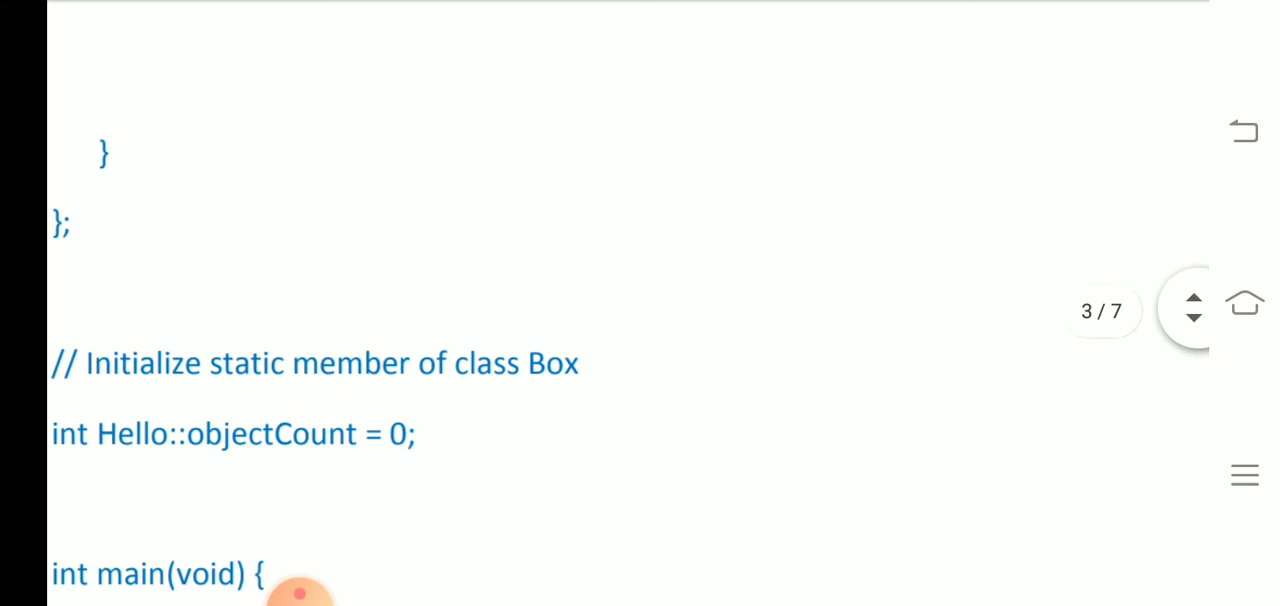 }
};
3 / 7
// Initialize static member of class Box
int Hello::objectCount = 0;
int main(void) {